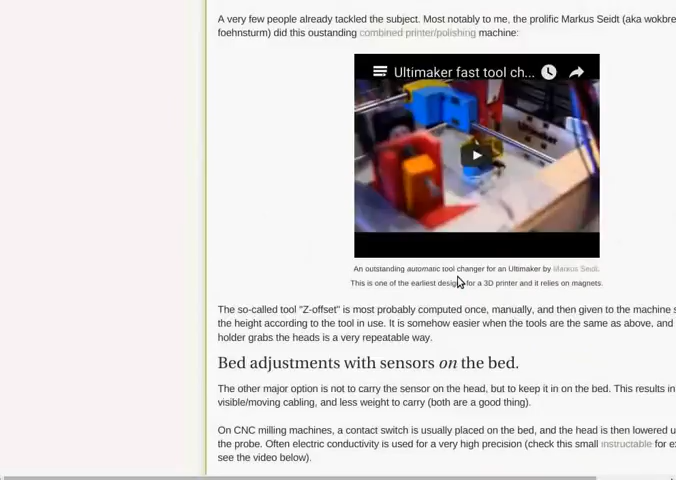 A very few people already tackled the subject. Most notably to me, the prolific Markus Seidt (aka wokbre
foehnsturm) did this oustanding combined printer/polishing machine:
Ultimaker fast tool ch...
Ultimaker
An outstanding automatic tool changer for an Ultimaker by Markus Seidt.
This is one of the earliest design for a 3D printer and it relies on magnets.
The so-called tool "Z-offset" is most probably computed once, manually, and then given to the machine s
the height according to the tool in use. It is somehow easier when the tools are the same as above, and
holder grabs the heads is a very repeatable way.
Bed adjustments with sensors on the bed.
The other major option is not to carry the sensor on the head, but to keep it in on the bed. This results in
visible/moving cabling, and less weight to carry (both are a good thing).
On CNC milling machines, a contact switch is usually placed on the bed, and the head is then lowered u
the probe. Often electric conductivity is used for a very high precision (check this small instructable for e
see the video below).